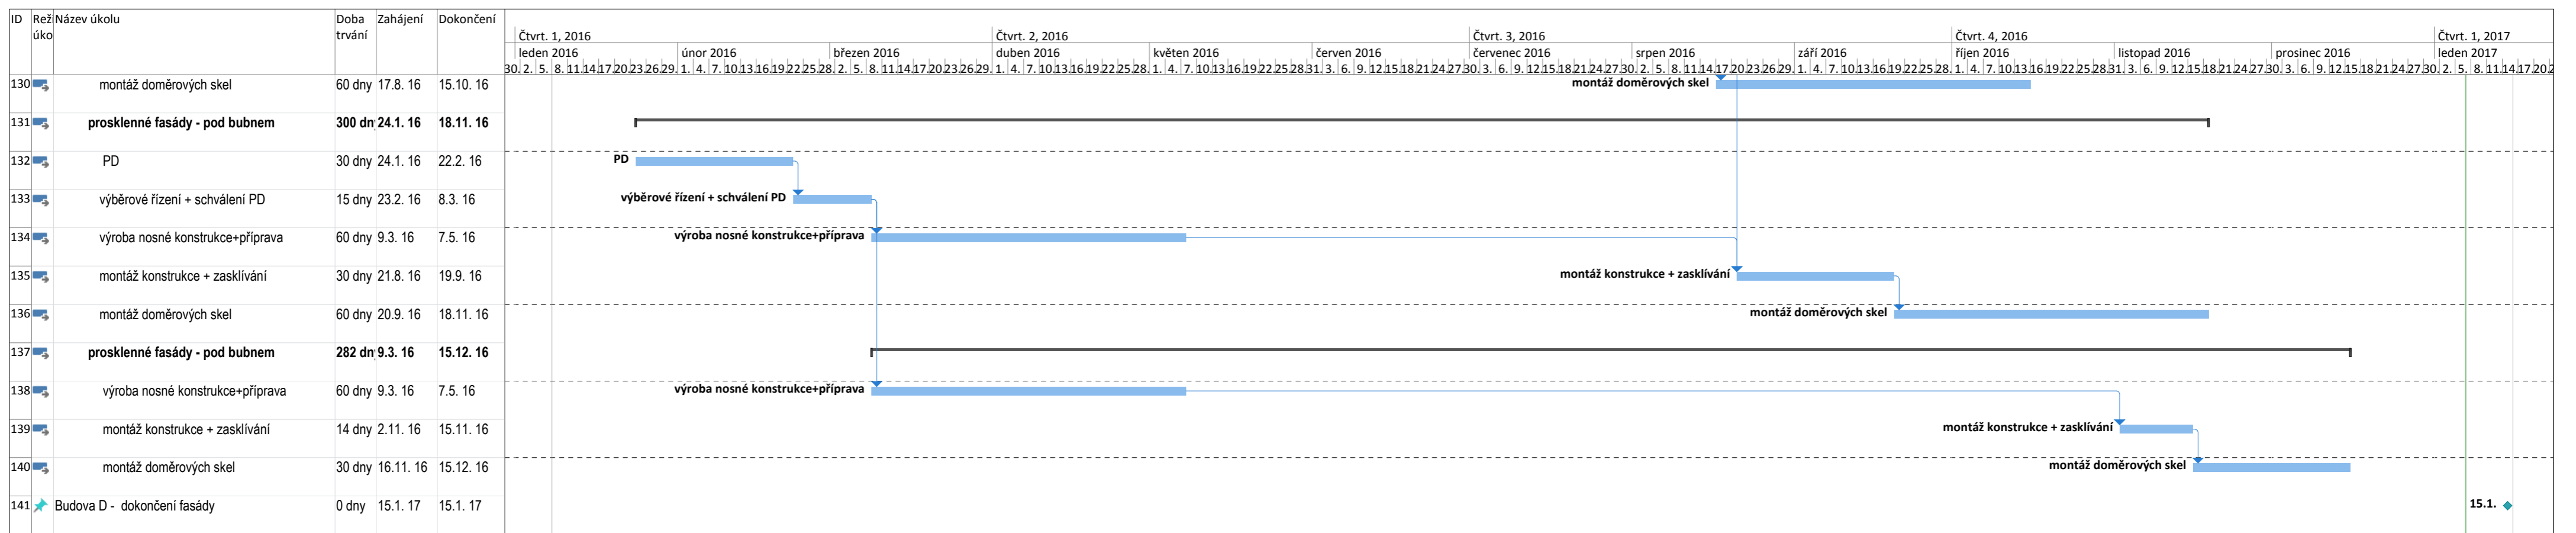 ID Rež Název úkolu Doba Zahájení Dokončení
úko trvání
Čtvrt. 1, 2016 Čtvrt. 2, 2016 Čtvrt. 3, 2016 Čtvrt. 4, 2016 Čtvrt. 1, 2017
leden 2016 únor 2016 březen 2016 duben 2016 květen 2016 červen 2016 červenec 2016 srpen 2016 září 2016 říjen 2016 listopad 2016 prosinec 2016 leden 2017
130 montáž doměrových skel 60 dny 17.8. 16 15.10. 16 montáž doměrových skel
131 prosklenné fasády - pod bubnem 300 dn 24.1. 16 18.11. 16
132 PD 30 dny 24.1. 16 22.2. 16 PD
133 výběrové řízení + schválení PD 15 dny 23.2. 16 8.3. 16 výběrové řízení + schválení PD
134 výroba nosné konstrukce+příprava 60 dny 9.3. 16 7.5. 16 výroba nosné konstrukce+příprava
135 montáž konstrukce + zasklívání 30 dny 21.8. 16 19.9. 16 montáž konstrukce + zasklívání
136 montáž doměrových skel 60 dny 20.9. 16 18.11. 16 montáž doměrových skel
137 prosklenné fasády - pod bubnem 282 dn 9.3. 16 15.12. 16
138 výroba nosné konstrukce+příprava 60 dny 9.3. 16 7.5. 16 výroba nosné konstrukce+příprava
139 montáž konstrukce + zasklívání 14 dny 2.11. 16 15.11. 16 montáž konstrukce + zasklívání
140 montáž doměrových skel 30 dny 16.11. 16 15.12. 16 montáž doměrových skel
141 Budova D - dokončení fasády 0 dny 15.1. 17 15.1. 17 15.1.